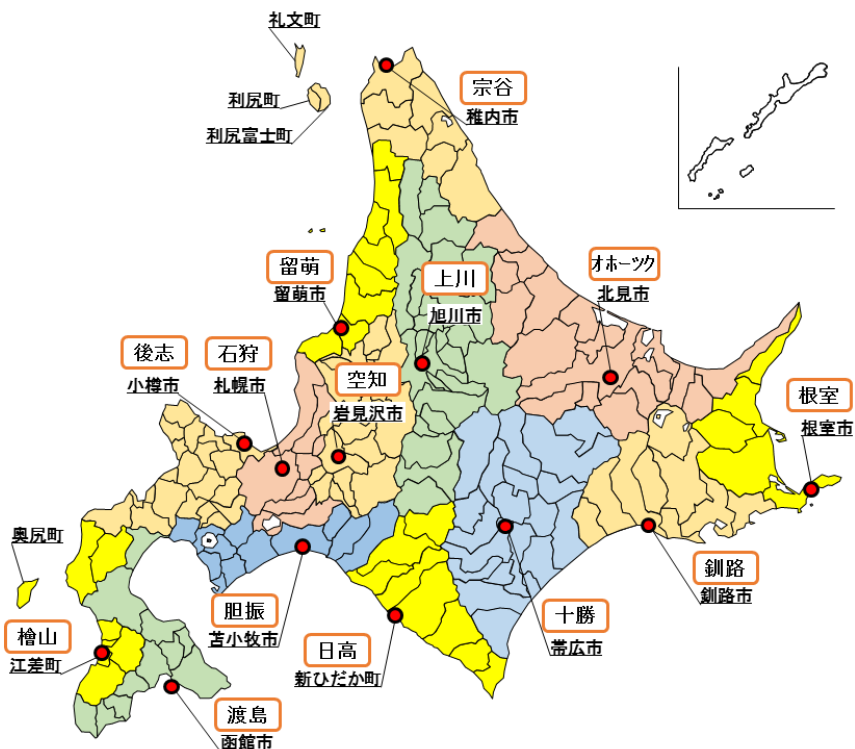 礼文町
利尻町
利尻富士町
宗谷
稚内市
留萌
留萌市
上川
旭川市
オホーツク
北見市
後志
小樽市
石狩
札幌市
空知
岩見沢市
根室
根室市
奥尻町
檜山
江差町
胆振
苫小牧市
日高
新ひだか町
十勝
帯広市
釧路
釧路市
渡島
函館市